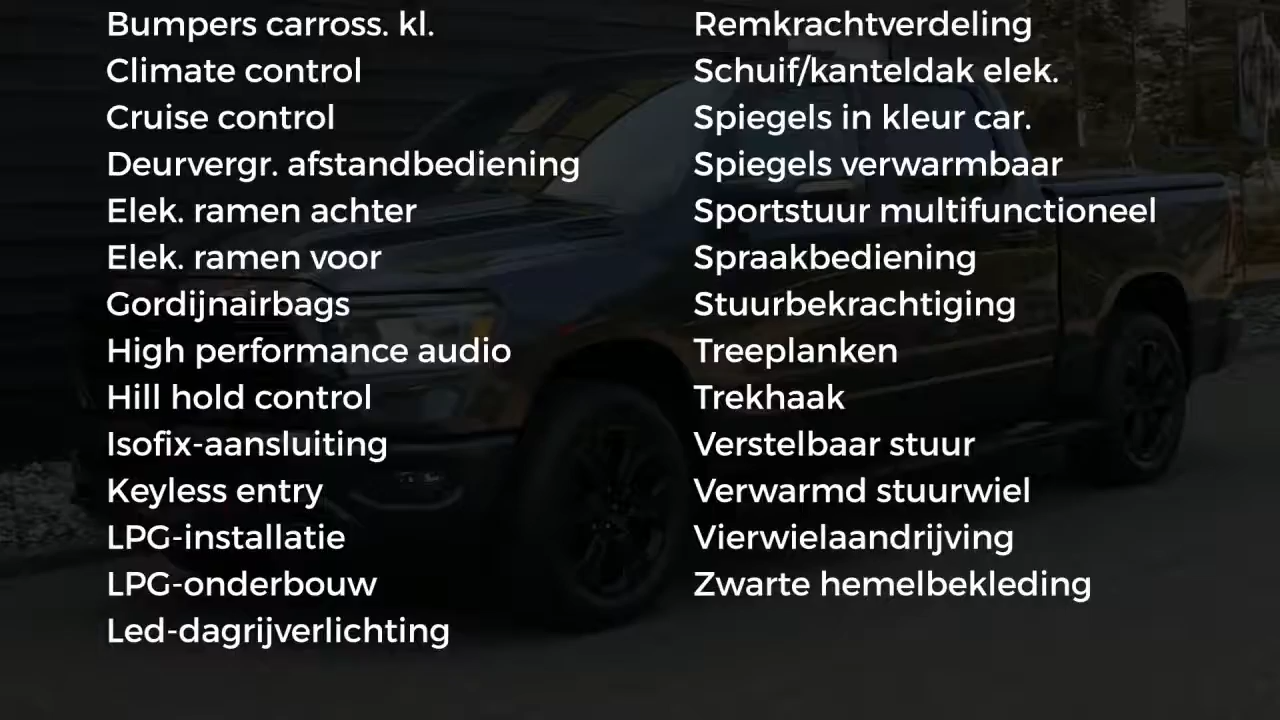 Bumpers carross. kl.
Climate control
Cruise control
Deurvergr. afstandbediening
Elek. ramen achter
Elek. ramen voor
Gordijnairbags
High performance audio
Hill hold control
Isofix-aansluiting
Keyless entry
LPG-installatie
LPG-onderbouw
Led-dagrijverlichting
Remkrachtverdeling
Schuif/kanteldak elek.
Spiegels in kleur car.
Spiegels verwarmbaar
Sportstuur multifunctioneel
Spraakbediening
Stuurbekrachtiging
Treeplanken
Trekhaak
Verstelbaar stuur
Verwarmd stuurwiel
Vierwielaandrijving
Zwarte hemelbekleding